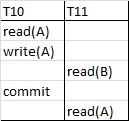 T10 T11
read(A)
write(A)
read(B)
commit
read(A)